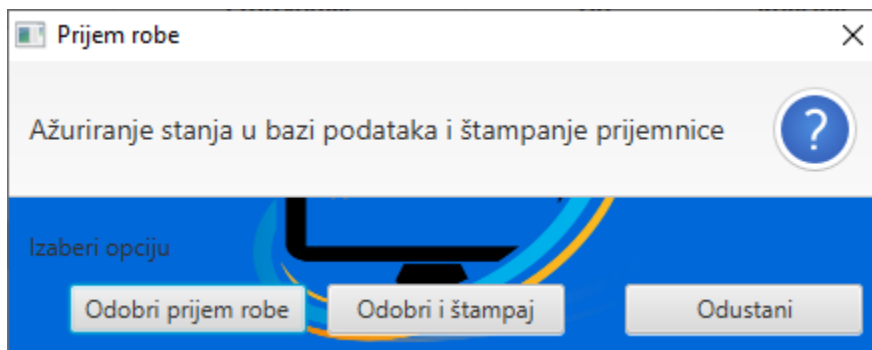 Prijem robe
Ažuriranje stanja u bazi podataka i štampanje prijemnice
Izaberi opciju
Odobri prijem robe Odobri i štampaj Odustani